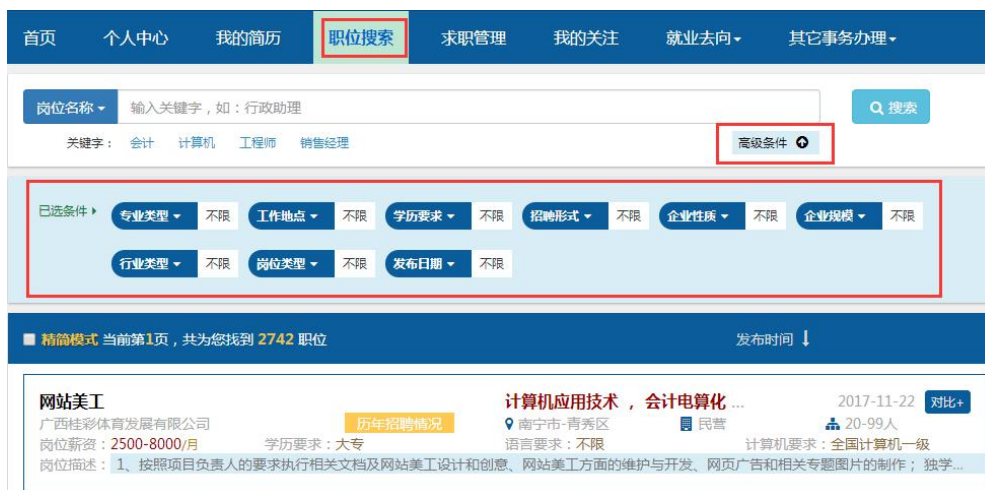 首页 个人中心 我的简历 职位搜索 求职管理 我的关注 就业去向 其它事务办理
岗位名称 输入关键字,如:行政助理 搜索
关键字: 会计 计算机 工程师 销售经理 高级条件
已选条件 专业类型 不限 工作地点 不限 学历要求 不限 招聘形式 不限 企业性质 不限 企业规模 不限
行业类型 不限 岗位类型 不限 发布日期 不限
精简模式 当前第1页,共为您找到 2742 职位 发布时间
网站美工 计算机应用技术 , 会计电算化 ... 2017-11-22 对比+
广西桂彩体育发展有限公司 历年招聘情况 南宁市-青秀区 民营 20-99人
岗位薪资:2500-8000/月 学历要求:大专 语言要求:不限 计算机要求:全国计算机一级
岗位描述: 1、按照项目负责人的要求执行相关文档及网站美工设计和创意、网站美工方面的维护与开发、网页广告和相关专题图片的制作; 独学...